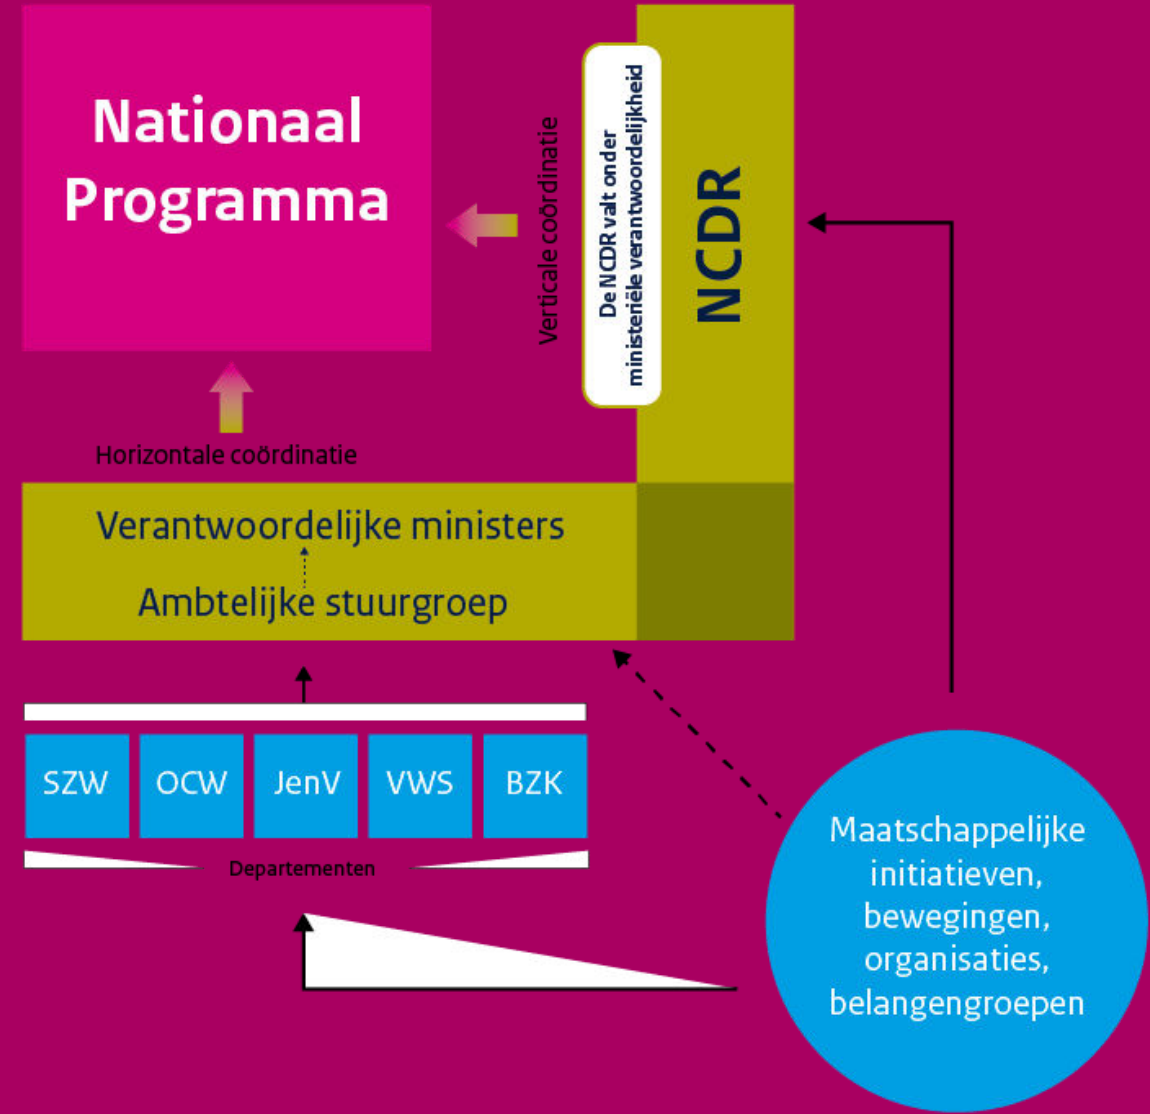 Nationaal
Programma
Verticale coördinatie
De NCDR valt onder
ministeriële verantwoordelijkheid
NCDR
Horizontale coördinatie
Verantwoordelijke ministers
Ambtelijke stuurgroep
SZW
OCW
JenV
VWS
BZK
Departementen
Maatschappelijke
initiatieven,
bewegingen,
organisaties,
belangengroepen